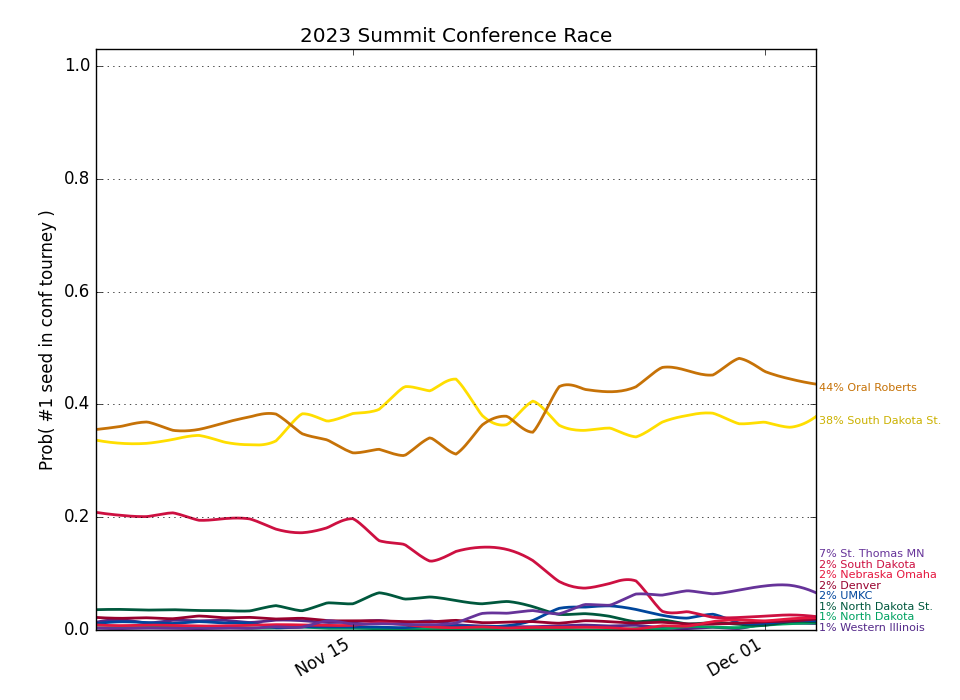 2023 Summit Conference Race
Prob( #1 seed in conf tourney )
1.0
0.8
0.6
0.4
0.2
0.0
Nov 15
Dec 01
44% Oral Roberts
38% South Dakota St.
7% St. Thomas MN
2% South Dakota
2% Nebraska Omaha
2% Denver
2% UMKC
1% North Dakota St.
1% North Dakota
1% Western Illinois